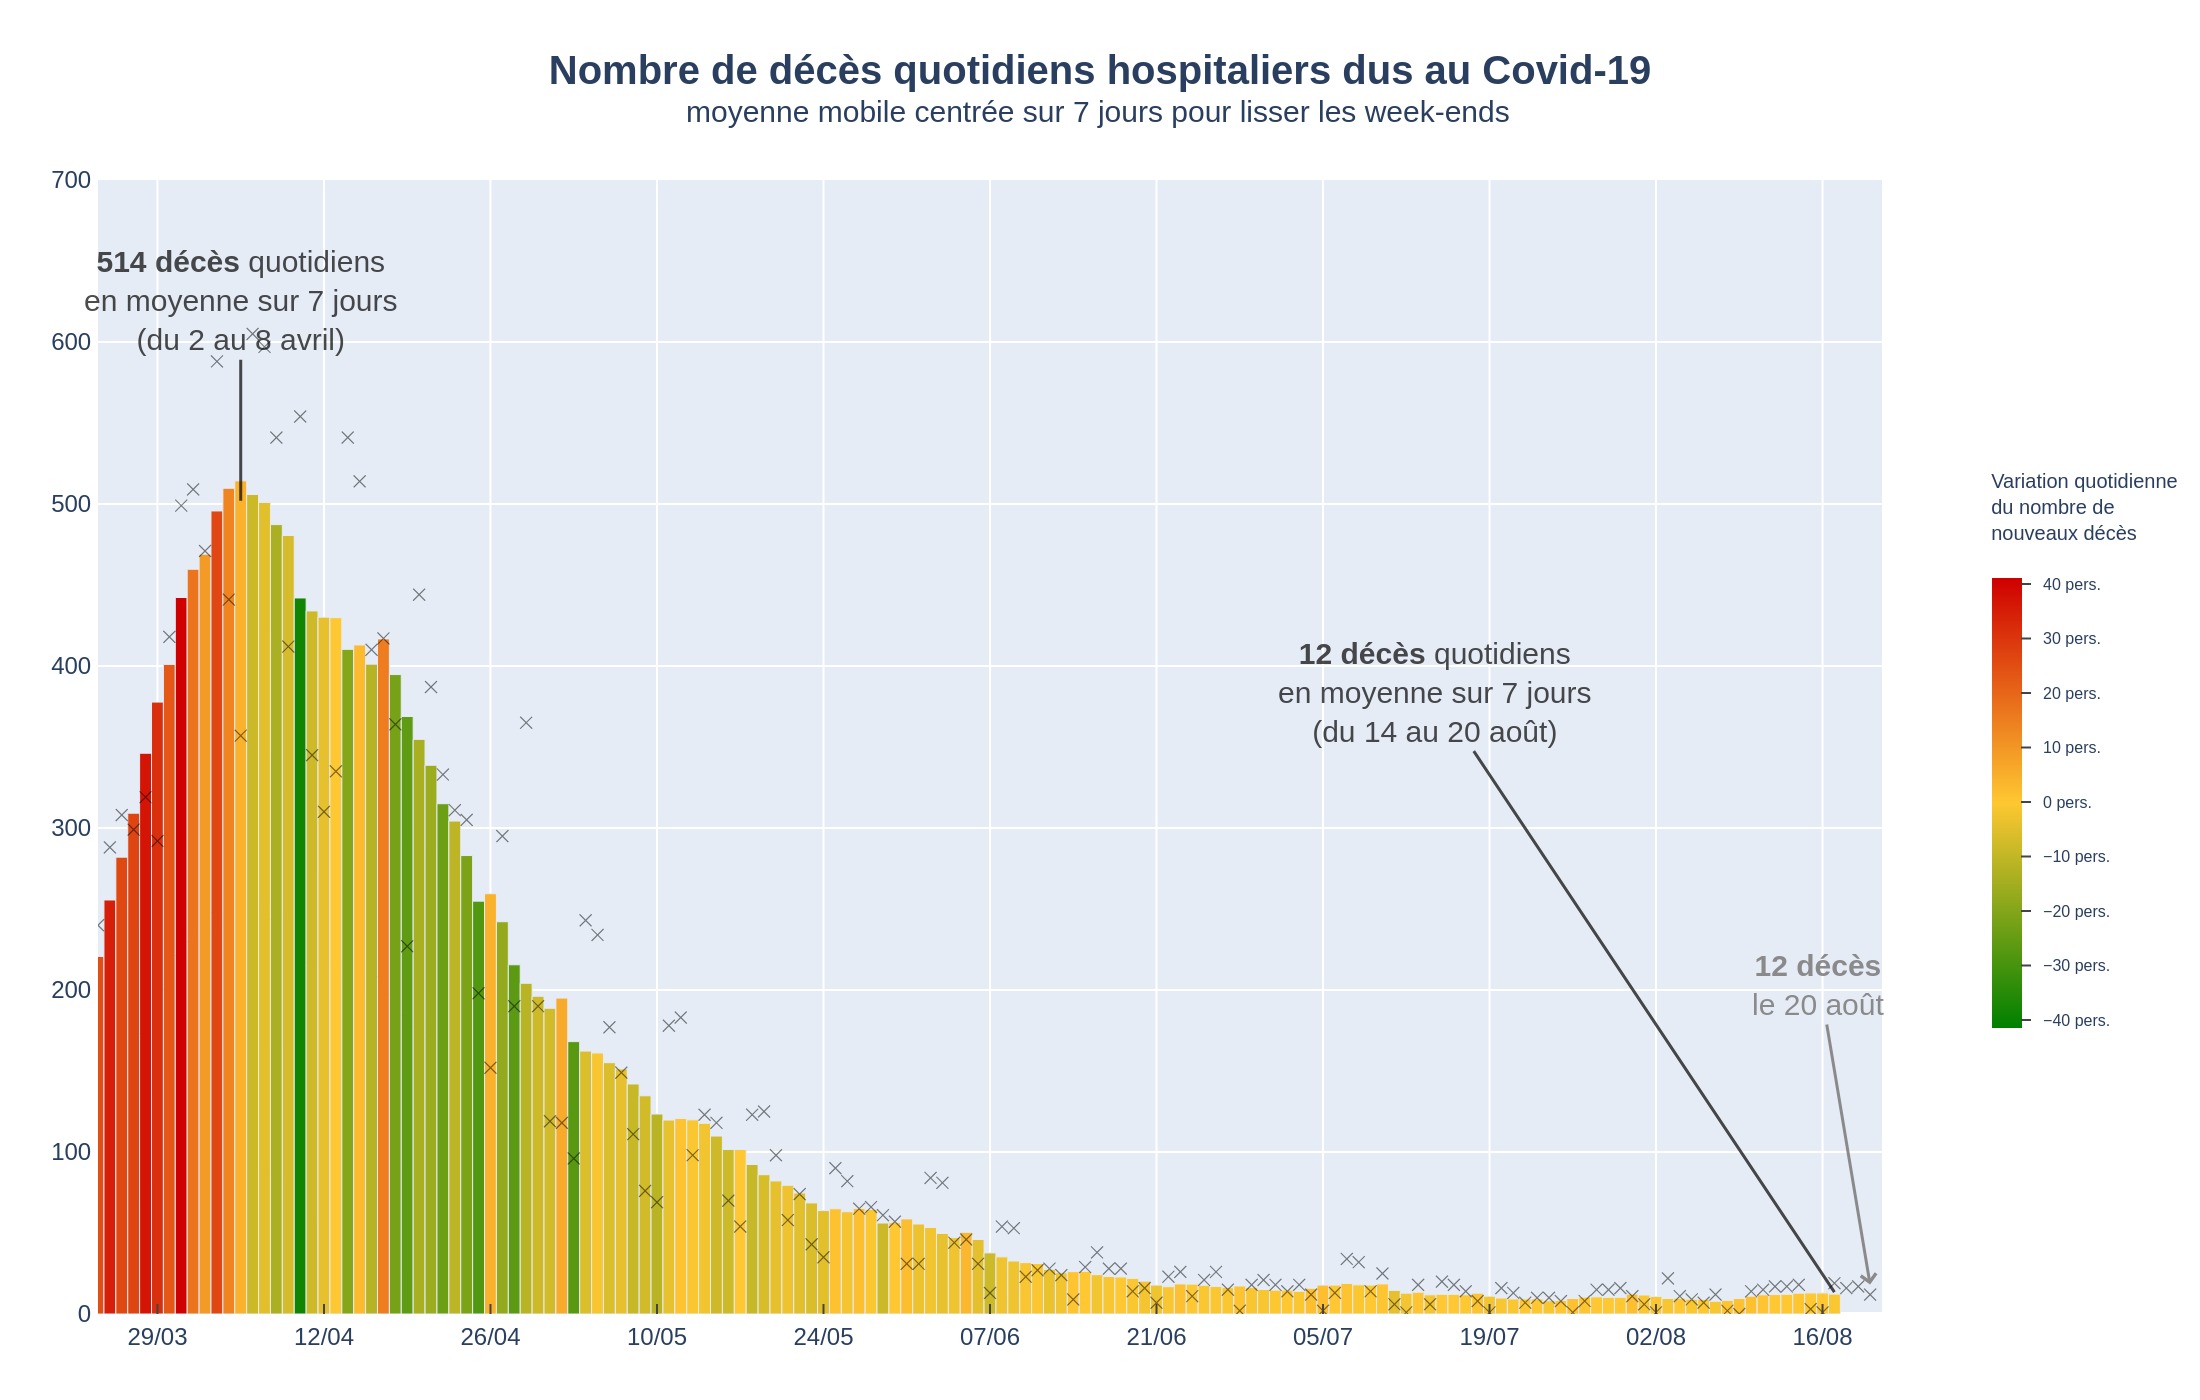 Nombre de décès quotidiens hospitaliers dus au Covid-19
moyenne mobile centrée sur 7 jours pour lisser les week-ends
700
600
500
400
300
200
100
0
514 décès quotidiens
en moyenne sur 7 jours
(du 2 au 8 avril)
12 décès quotidiens
en moyenne sur 7 jours
(du 14 au 20 août)
12 décès
le 20 août
29/03
12/04
26/04
10/05
24/05
07/06
21/06
05/07
19/07
02/08
16/08
Variation quotidienne
du nombre de
nouveaux décès
40 pers.
30 pers.
20 pers.
10 pers.
0 pers.
−10 pers.
−20 pers.
−30 pers.
−40 pers.